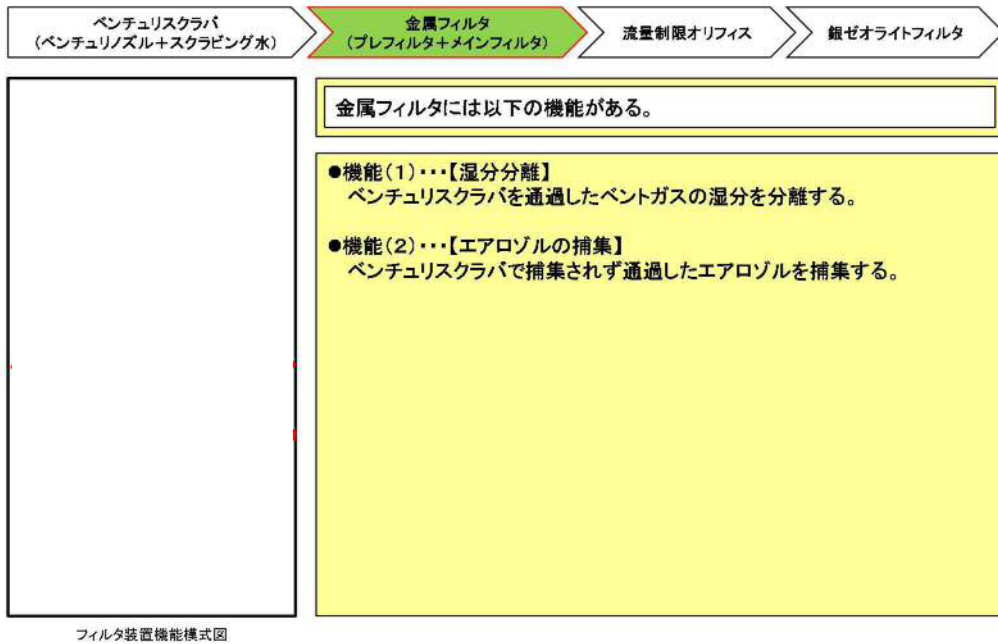 ベンチュリスクラバ
(ベンチュリノズル+スクラビング水)
金属フィルタ
(プレフィルタ+メインフィルタ)
流量制限オリフィス
銀ゼオライトフィルタ
金属フィルタには以下の機能がある。
●機能(1)・・・【湿分分離】
ベンチュリスクラバを通過したベントガスの湿分を分離する。
●機能(2)・・・【エアロゾルの捕集】
ベンチュリスクラバで捕集されず通過したエアロゾルを捕集する。
フィルタ装置機能模式図